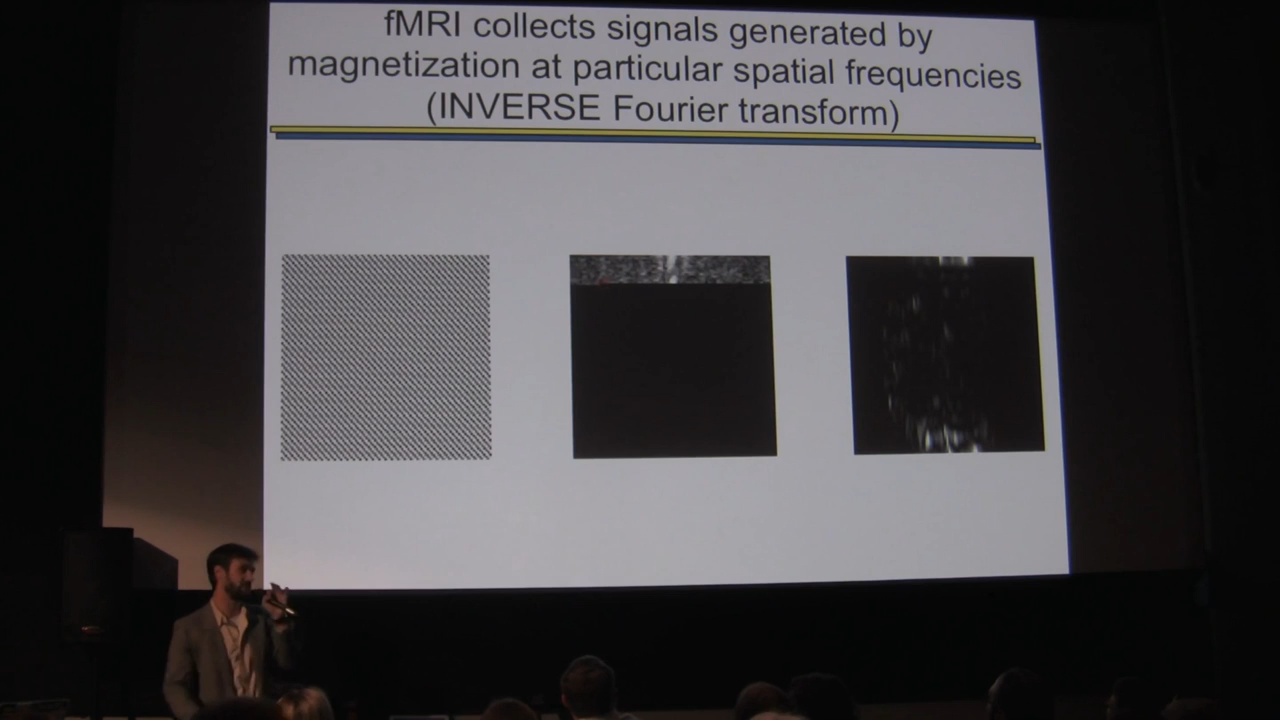 fMRI collects signals generated by
magnetization at particular spatial frequencies
(INVERSE Fourier transform)